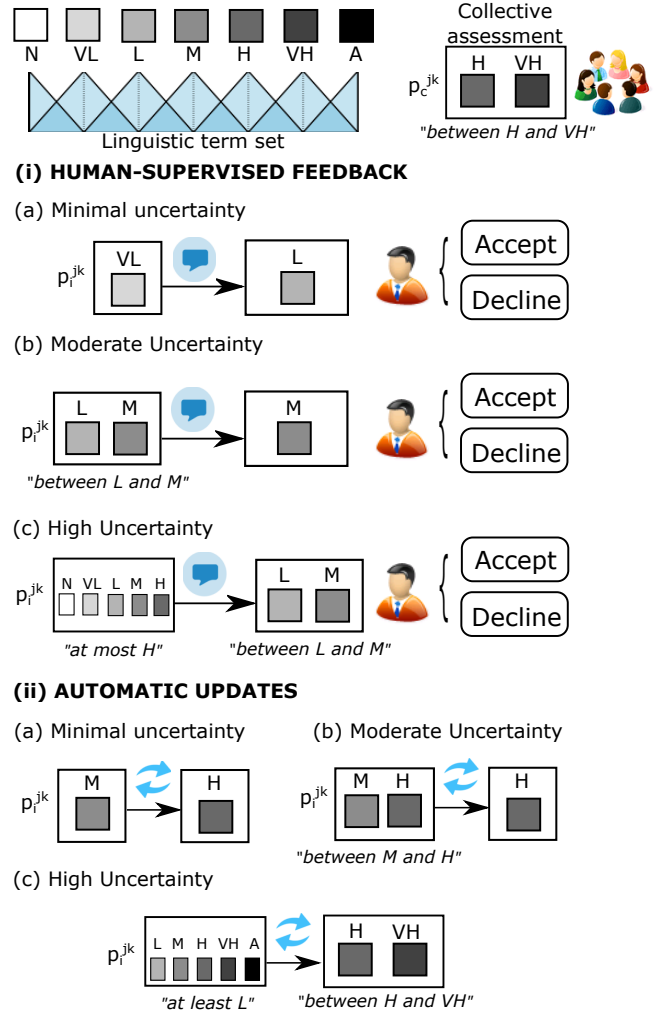 N VL L M H VH A
Linguistic term set
Collective
assessment
p_c^jk
H VH
"between H and VH"
(i) HUMAN-SUPERVISED FEEDBACK
(a) Minimal uncertainty
p_i^jk
VL
L
Accept
Decline
(b) Moderate Uncertainty
p_i^jk
L M
M
Accept
Decline
"between L and M"
(c) High Uncertainty
p_i^jk
N VL L M H
L M
Accept
Decline
"at most H"
"between L and M"
(ii) AUTOMATIC UPDATES
(a) Minimal uncertainty
p_i^jk
M
H
(b) Moderate Uncertainty
p_i^jk
M H
H
"between M and H"
(c) High Uncertainty
p_i^jk
L M H VH A
H VH
"at least L"
"between H and VH"